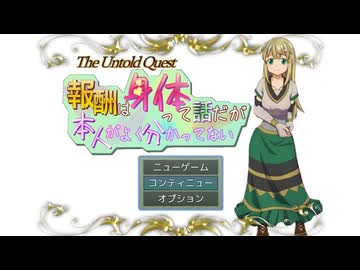 The Untold Quest
報酬は身体って話だが
本人がよく分かってない
ニューゲーム
コンティニュー
オプション